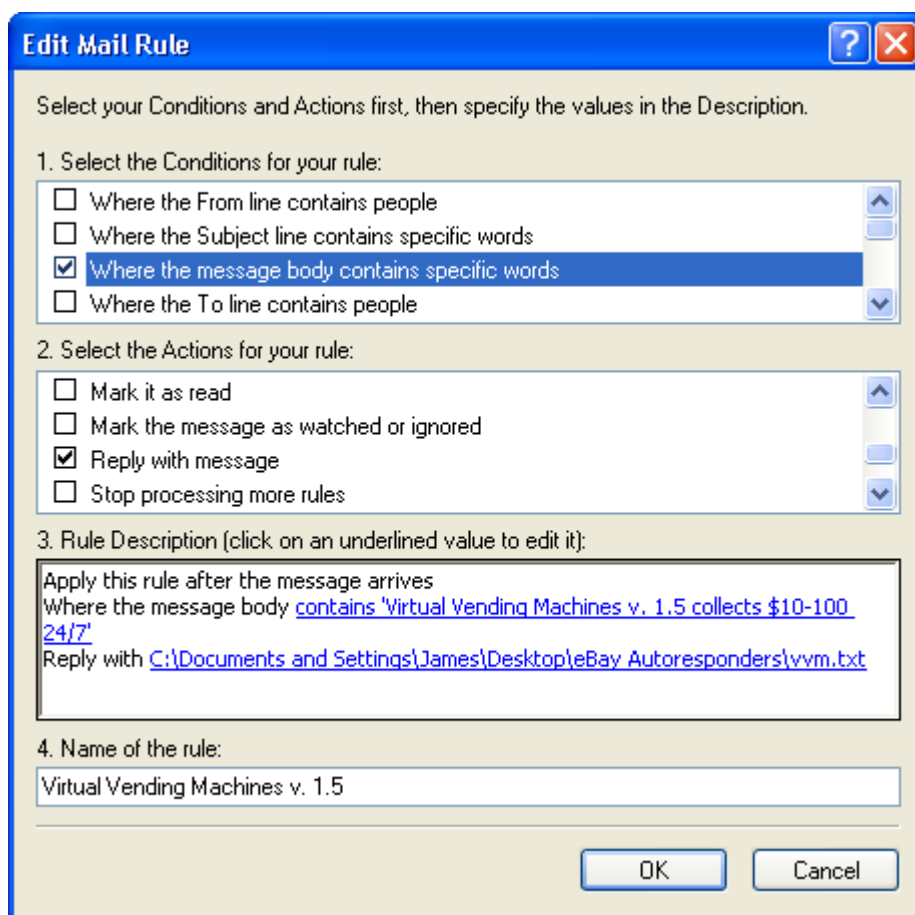 Edit Mail Rule
Select your Conditions and Actions first, then specify the values in the Description.
1. Select the Conditions for your rule:
Where the From line contains people
Where the Subject line contains specific words
Where the message body contains specific words
Where the To line contains people
2. Select the Actions for your rule:
Mark it as read
Mark the message as watched or ignored
Reply with message
Stop processing more rules
3. Rule Description (click on an underlined value to edit it):
Apply this rule after the message arrives
Where the message body contains 'Virtual Vending Machines v. 1.5 collects $10-100
24/7'
Reply with C:\Documents and Settings\James\Desktop\eBay Autoresponders\vvm.txt
4. Name of the rule:
Virtual Vending Machines v. 1.5
OK
Cancel